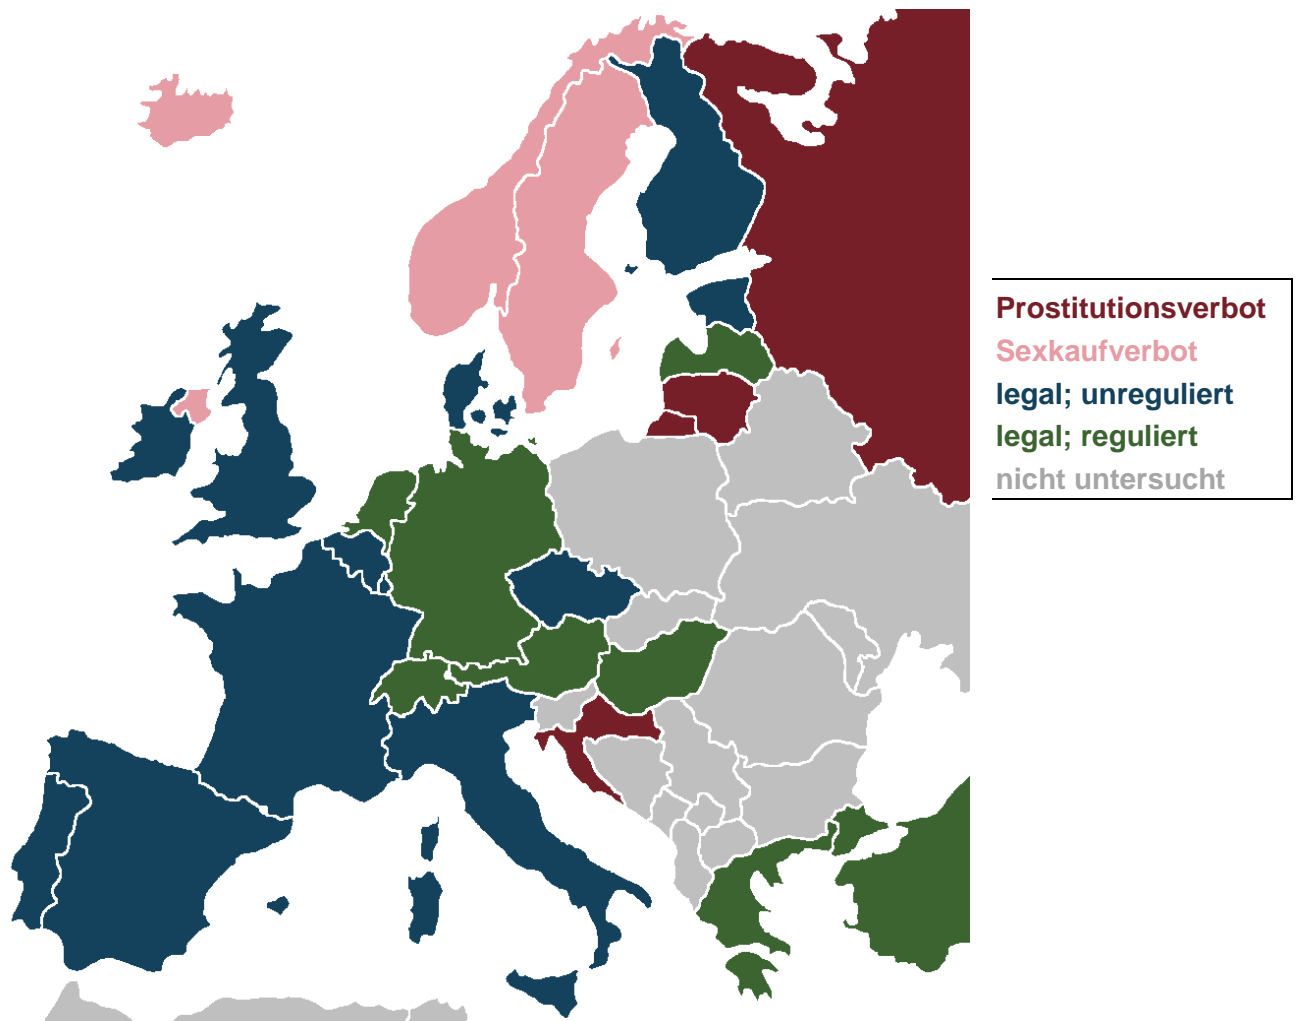 Prostitutionsverbot
Sexkaufverbot
legal; unreguliert
legal; reguliert
nicht untersucht